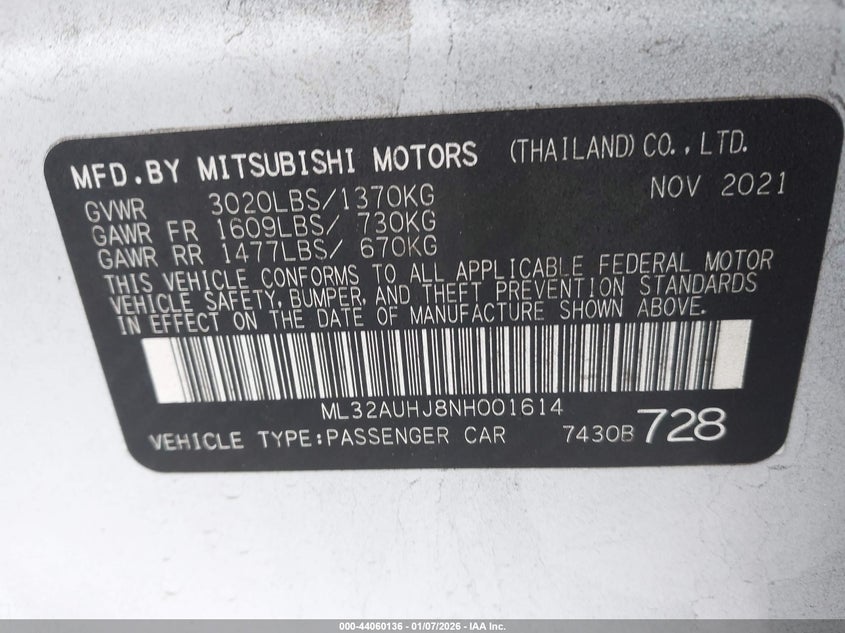 MFD.BY MITSUBISHI MOTORS (THAILAND) CO., LTD.
NOV 2021
GVWR 3020LBS/1370KG
GAWR FR 1609LBS/ 730KG
GAWR RR 1477LBS/ 670KG
THIS VEHICLE CONFORMS TO ALL APPLICABLE FEDERAL MOTOR
VEHICLE SAFETY, BUMPER, AND THEFT PREVENTION STANDARDS
IN EFFECT ON THE DATE OF MANUFACTURE SHOWN ABOVE.
ML32AUHJ8NH001614
VEHICLE TYPE:PASSENGER CAR 7430B 728
000-44060136 - 01/07/2026 - IAA Inc.